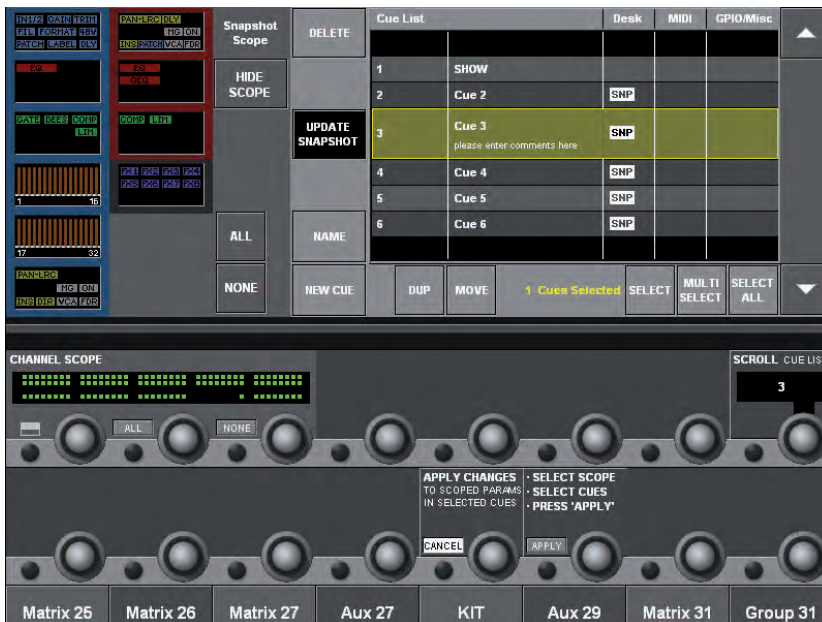 IN1/2 GAIN TRIM
FIL FORMAT 48V
PATCH LABEL DLY
PAN-LRC DLY
MG ON
INS PATCH VCA FDR
Snapshot
Scope
DELETE
Cue List Desk MIDI GPIO/Misc
EQ
EQ
GEQ
HIDE
SCOPE
1 SHOW
2 Cue 2 SNP
GATE DEES COMP
LIM
COMP LIM
UPDATE
SNAPSHOT
3 Cue 3 SNP
please enter comments here
FX1 FX2 FX3 FX4
FX5 FX6 FX7 FX8
1 16
4 Cue 4 SNP
5 Cue 5 SNP
6 Cue 6 SNP
17 32
ALL
NAME
PAN-LRC
MG ON
INS DIR VCA FDR
NONE
NEW CUE
DUP
MOVE
1 Cues Selected
SELECT
MULTI
SELECT
SELECT
ALL
CHANNEL SCOPE
SCROLL CUE LIS
3
ALL
NONE
APPLY CHANGES
TO SCOPED PARAMS
IN SELECTED CUES
CANCEL
· SELECT SCOPE
· SELECT CUES
· PRESS 'APPLY'
APPLY
Matrix 25 Matrix 26 Matrix 27 Aux 27 KIT Aux 29 Matrix 31 Group 31